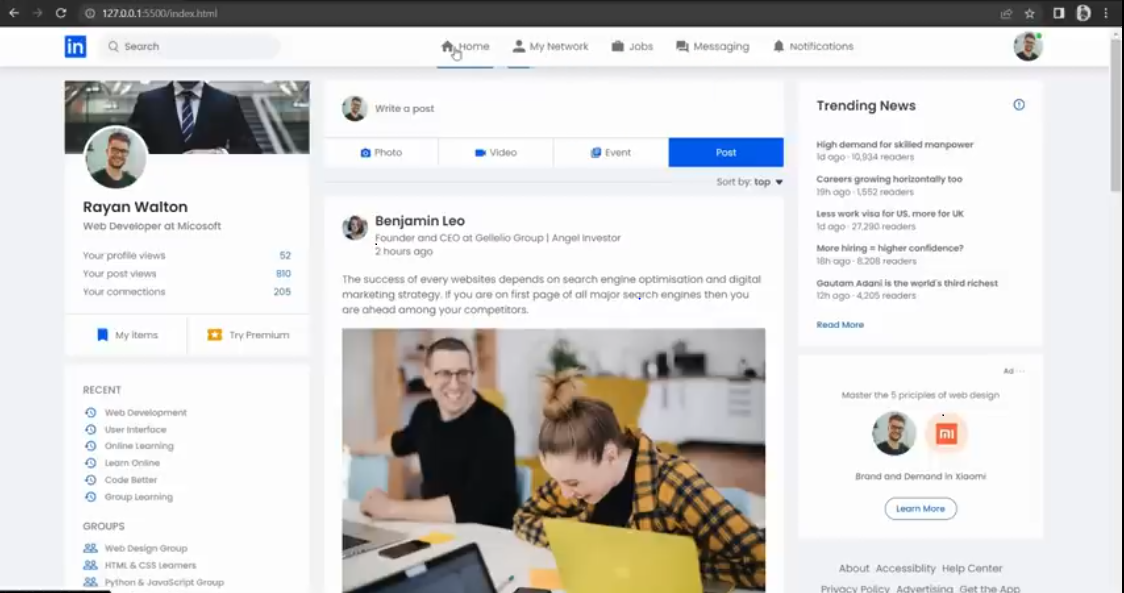 127.0.0.1:5500/index.html
in
Search
Home
My Network
Jobs
Messaging
Notifications
Rayan Walton
Web Developer at Micosoft
Your profile views 52
Your post views 810
Your connections 205
My items
Try Premium
RECENT
Web Development
User Interface
Online Learning
Learn Online
Code Better
Group Learning
GROUPS
Web Design Group
HTML & CSS Learners
Python & JavaScript Group
Write a post
Photo
Video
Event
Post
Sort by: top
Benjamin Leo
Founder and CEO at Gellelio Group | Angel Investor
2 hours ago
The success of every websites depends on search engine optimisation and digital
marketing strategy. If you are on first page of all major search engines then you
are ahead among your competitors.
Trending News
High demand for skilled manpower
1d ago · 10,934 readers
Careers growing horizontally too
19h ago · 1,552 readers
Less work visa for US, more for UK
1d ago · 27,290 readers
More hiring = higher confidence?
18h ago · 8,208 readers
Gautam Adani is the world's third richest
12h ago · 4,205 readers
Read More
Ad ···
Master the 5 priciples of web design
mi
Brand and Demand in Xiaomi
Learn More
About Accessiblity Help Center
Privacy Policy Advertising Get the App